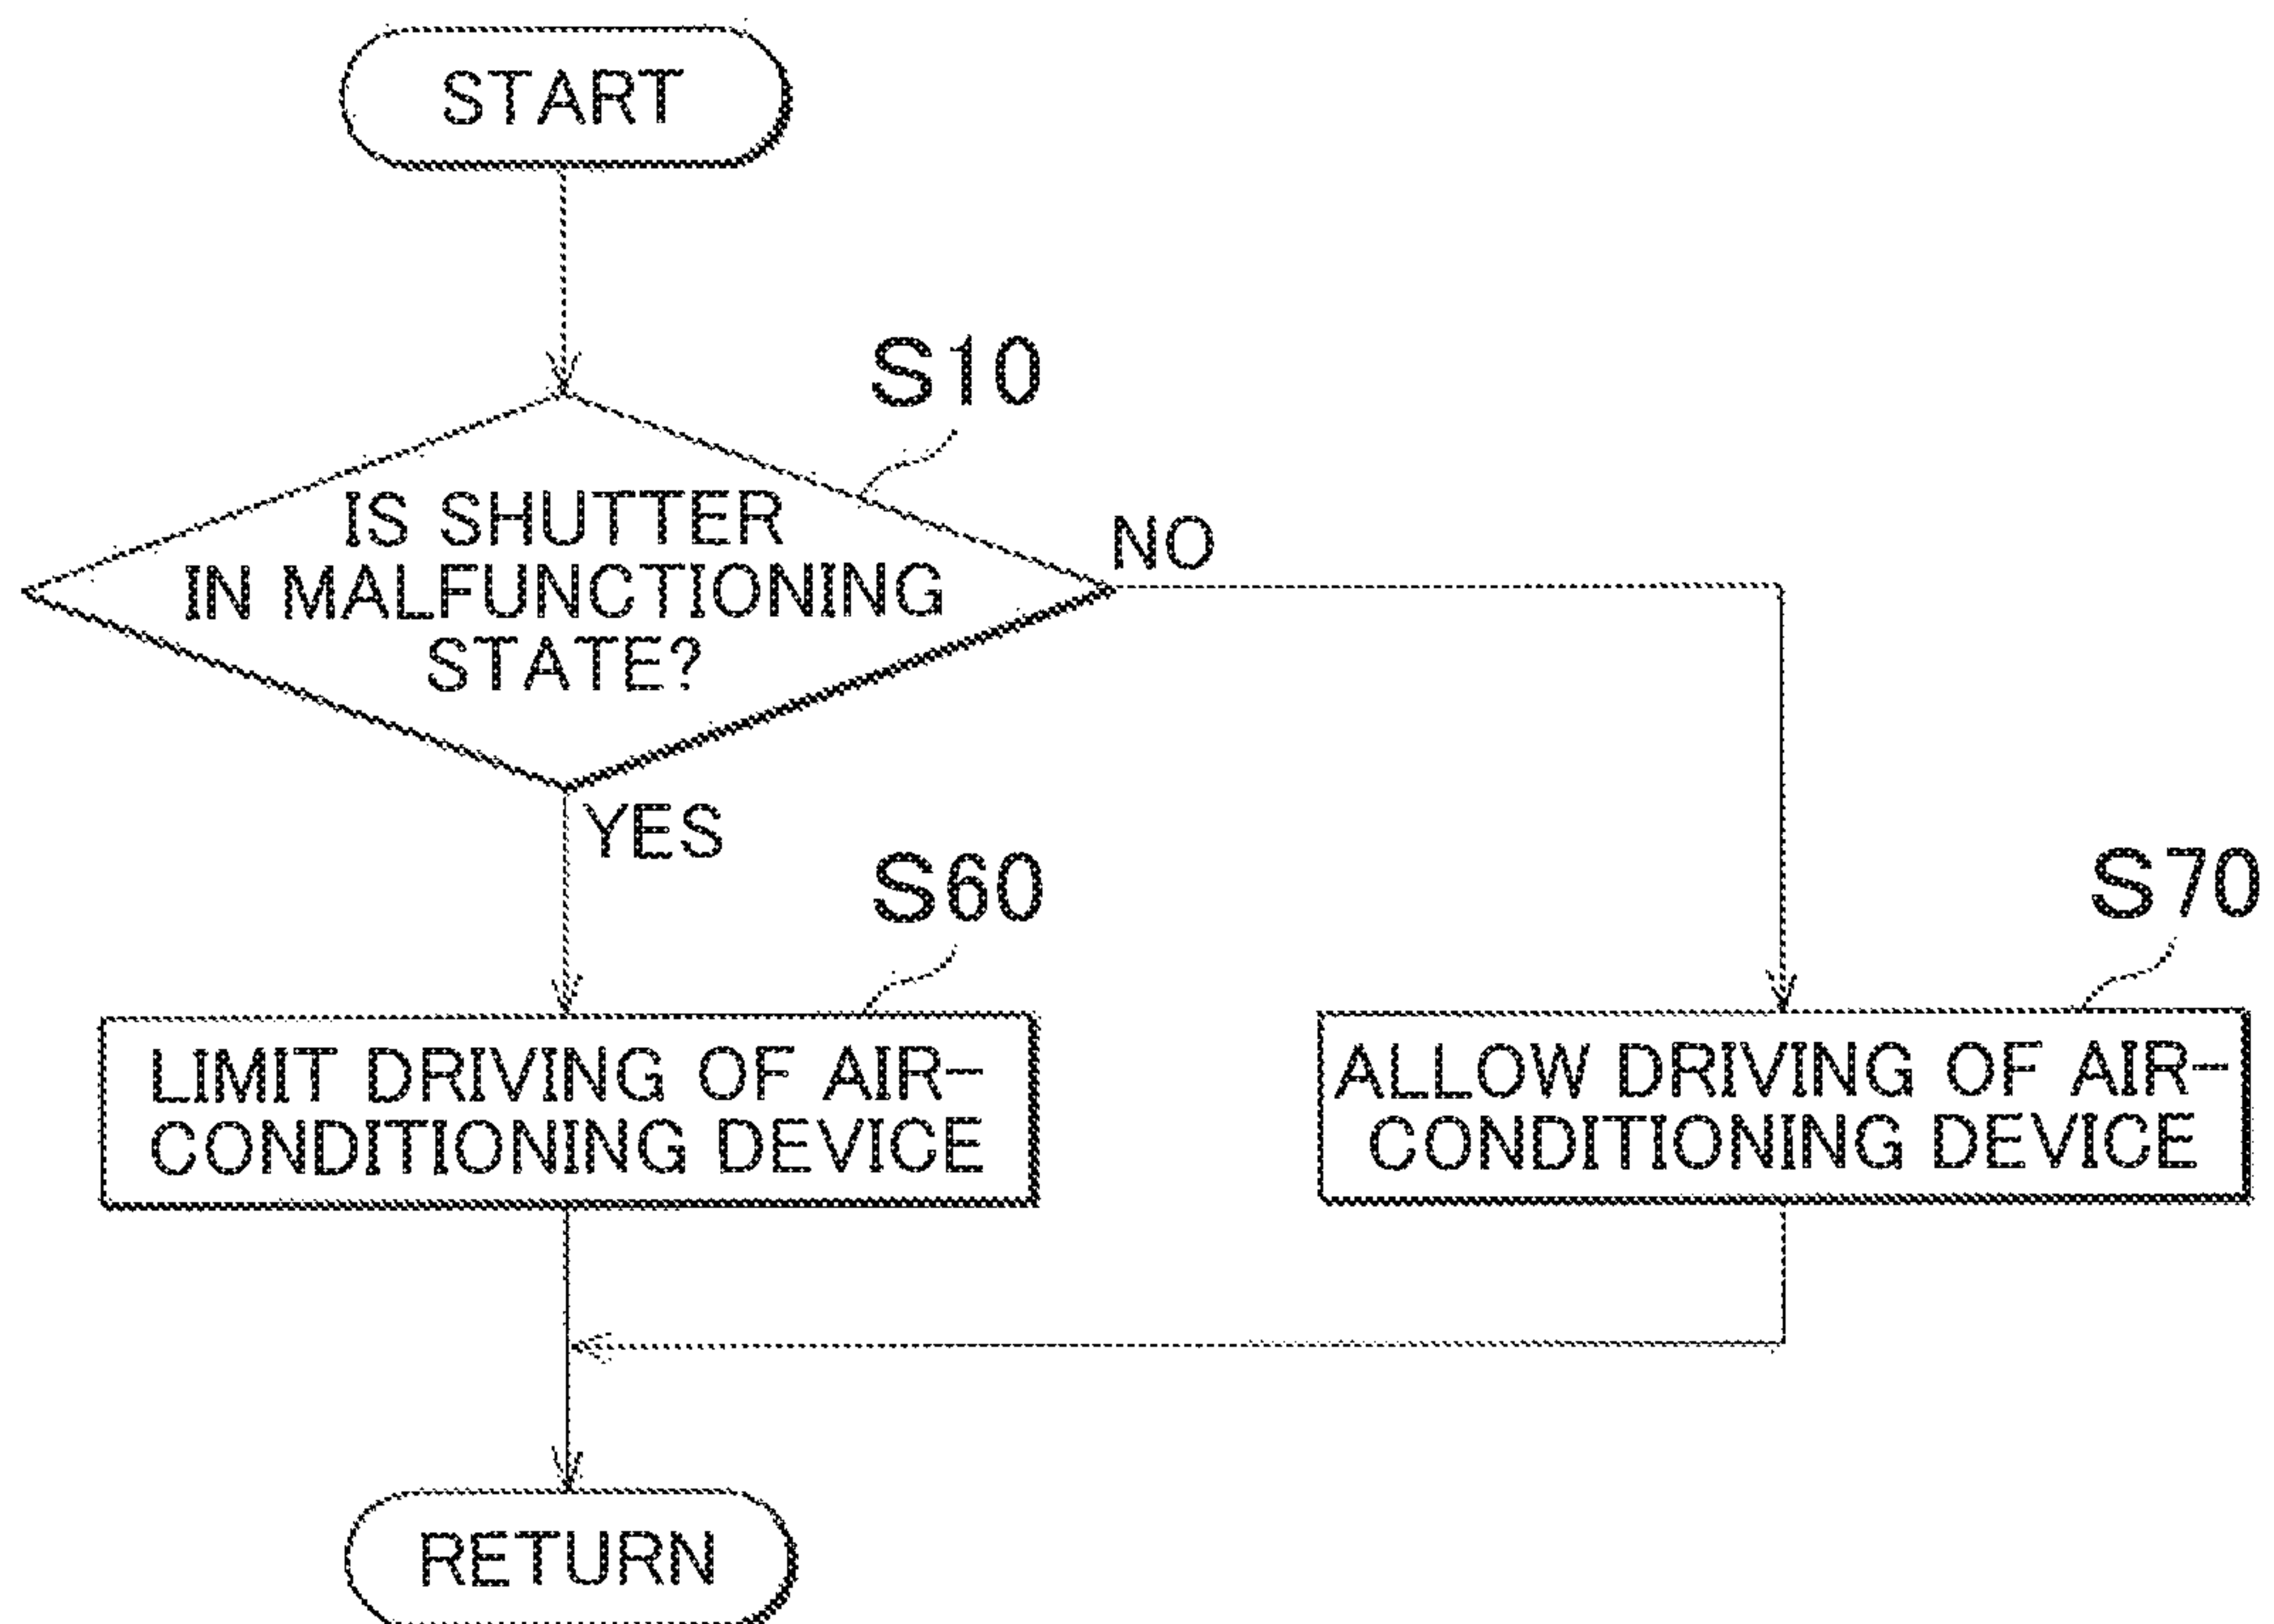 START
S10
IS SHUTTER
IN MALFUNCTIONING
STATE?
NO
YES
S60
S70
LIMIT DRIVING OF AIR-
CONDITIONING DEVICE
ALLOW DRIVING OF AIR-
CONDITIONING DEVICE
RETURN